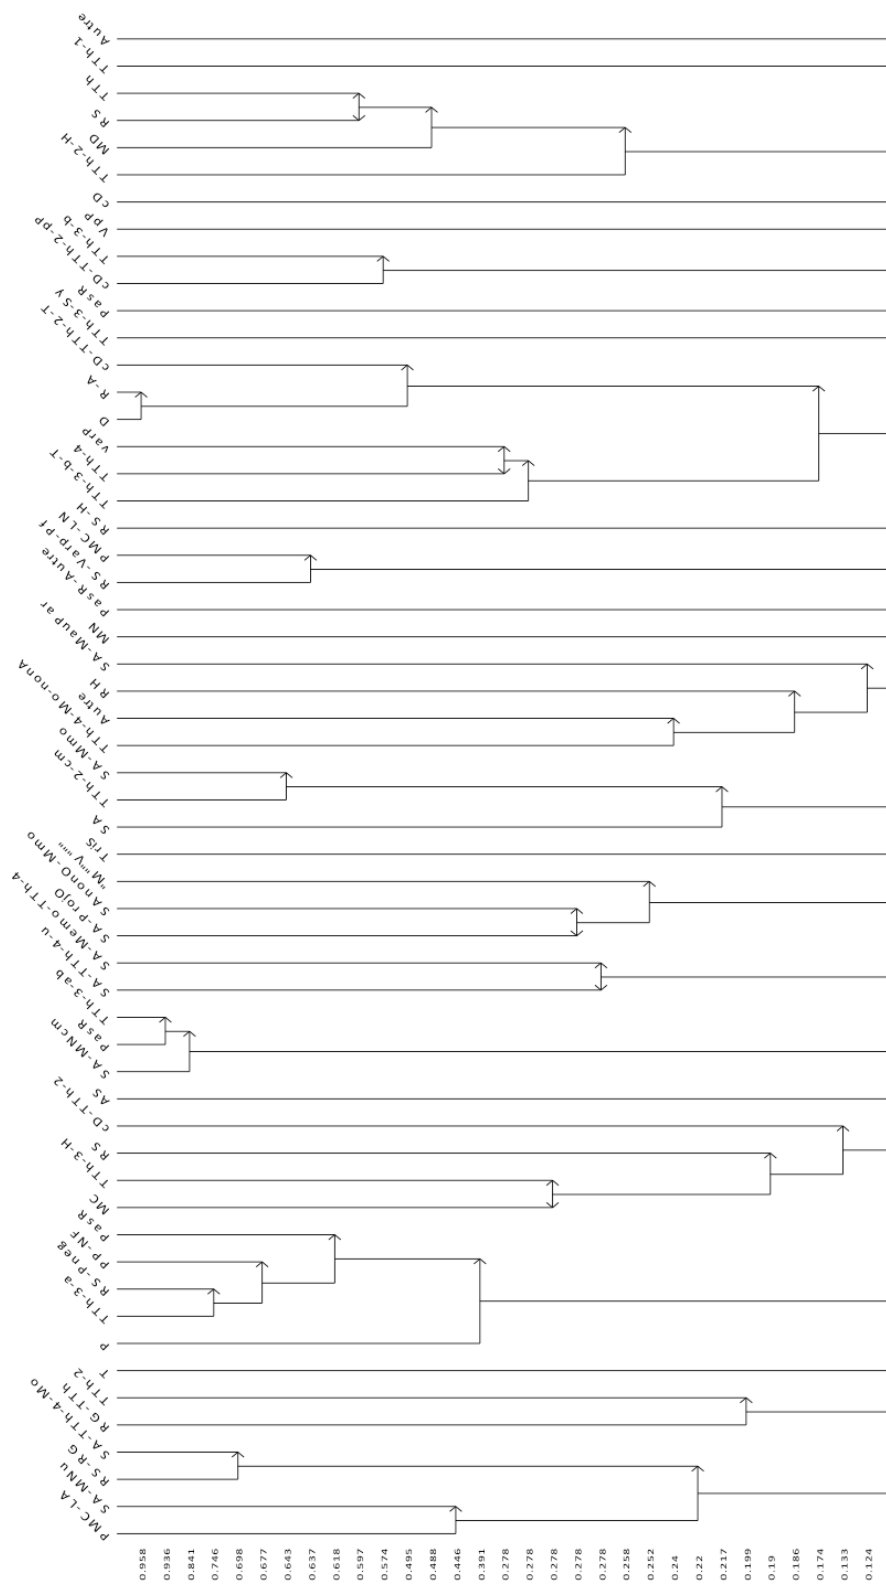 Autre
TTh-1
TTh
RS
MD
TTh-2-H
cD
VpP
TTh-3-b
cD-TTh-2-pP
PasR
TTh-3-Sy
cD-TTh-2-T
R-A
D
varP
TTh-4
TTh-3-b-T
RS-H
PMC-LN
RS-Varp-Pf
PasR-Autre
MN
SA-MauPar
RH
Autre
TTh-4-Mo-nonA
SA-Mmo
TTh-2-cm
SA
TriS
"M""V"""
SAnonO-Mmo
SA-ProjO
SA-Memo-TTh-4
SA-TTh-4-u
TTh-3-ab
PasR
SA-MNcm
AS
cD-TTh-2
RS
TTh-3-H
MC
PasR
PP-NF
RS-Pneg
TTh-3-a
P
T
TTh-2
RG-TTh
SA-TTh-4-Mo
RS-RG
SA-MNu
PMC-LA
0.958
0.936
0.841
0.746
0.698
0.677
0.643
0.637
0.618
0.597
0.574
0.495
0.488
0.446
0.391
0.278
0.278
0.278
0.278
0.278
0.258
0.252
0.24
0.22
0.217
0.199
0.19
0.186
0.174
0.133
0.124